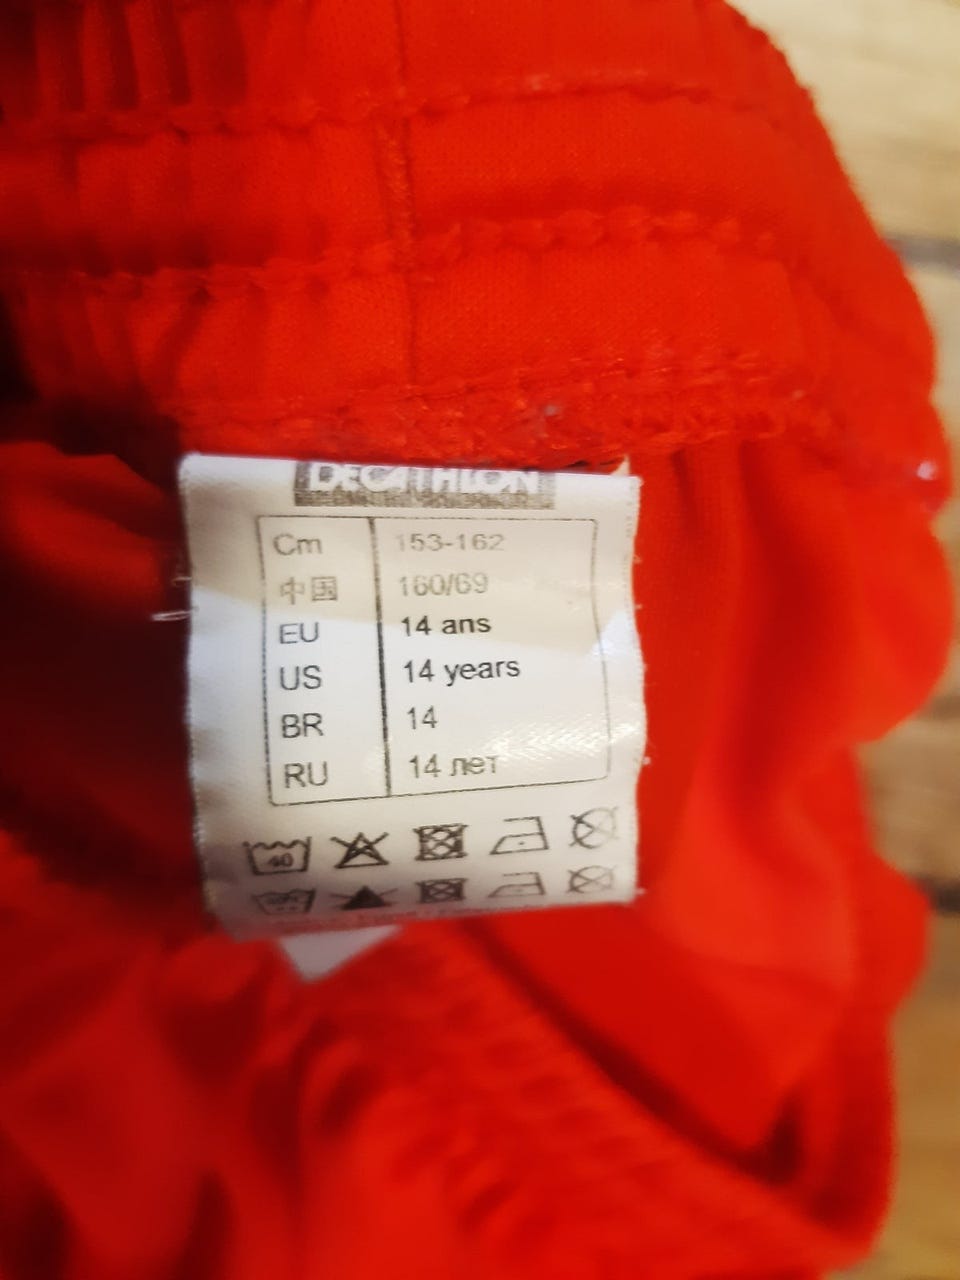 DECATHLON
Cm 153-162
中国 160/69
EU 14 ans
US 14 years
BR 14
RU 14 лет
40